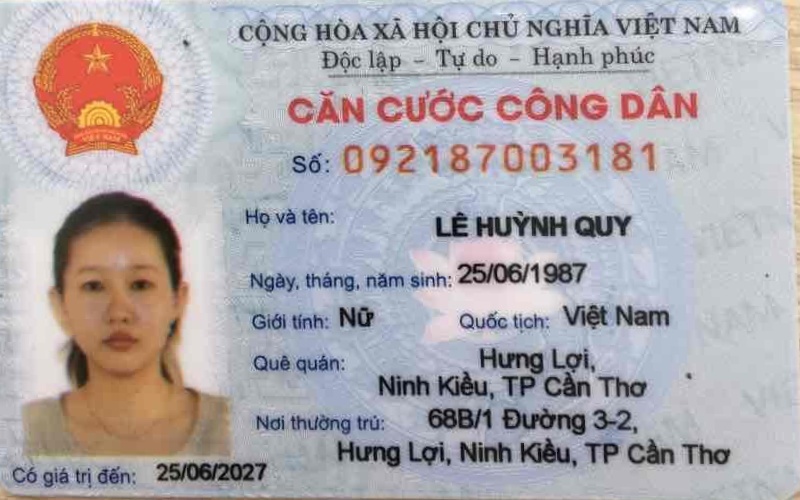 CỘNG HÒA XÃ HỘI CHỦ NGHĨA VIỆT NAM
Độc lập - Tự do - Hạnh phúc
CĂN CƯỚC CÔNG DÂN
Số: 092187003181
Họ và tên: LÊ HUỲNH QUY
Ngày, tháng, năm sinh: 25/06/1987
Giới tính: Nữ Quốc tịch: Việt Nam
Quê quán: Hưng Lợi,
Ninh Kiều, TP Cần Thơ
Nơi thường trú: 68B/1 Đường 3-2,
Hưng Lợi, Ninh Kiều, TP Cần Thơ
Có giá trị đến: 25/06/2027